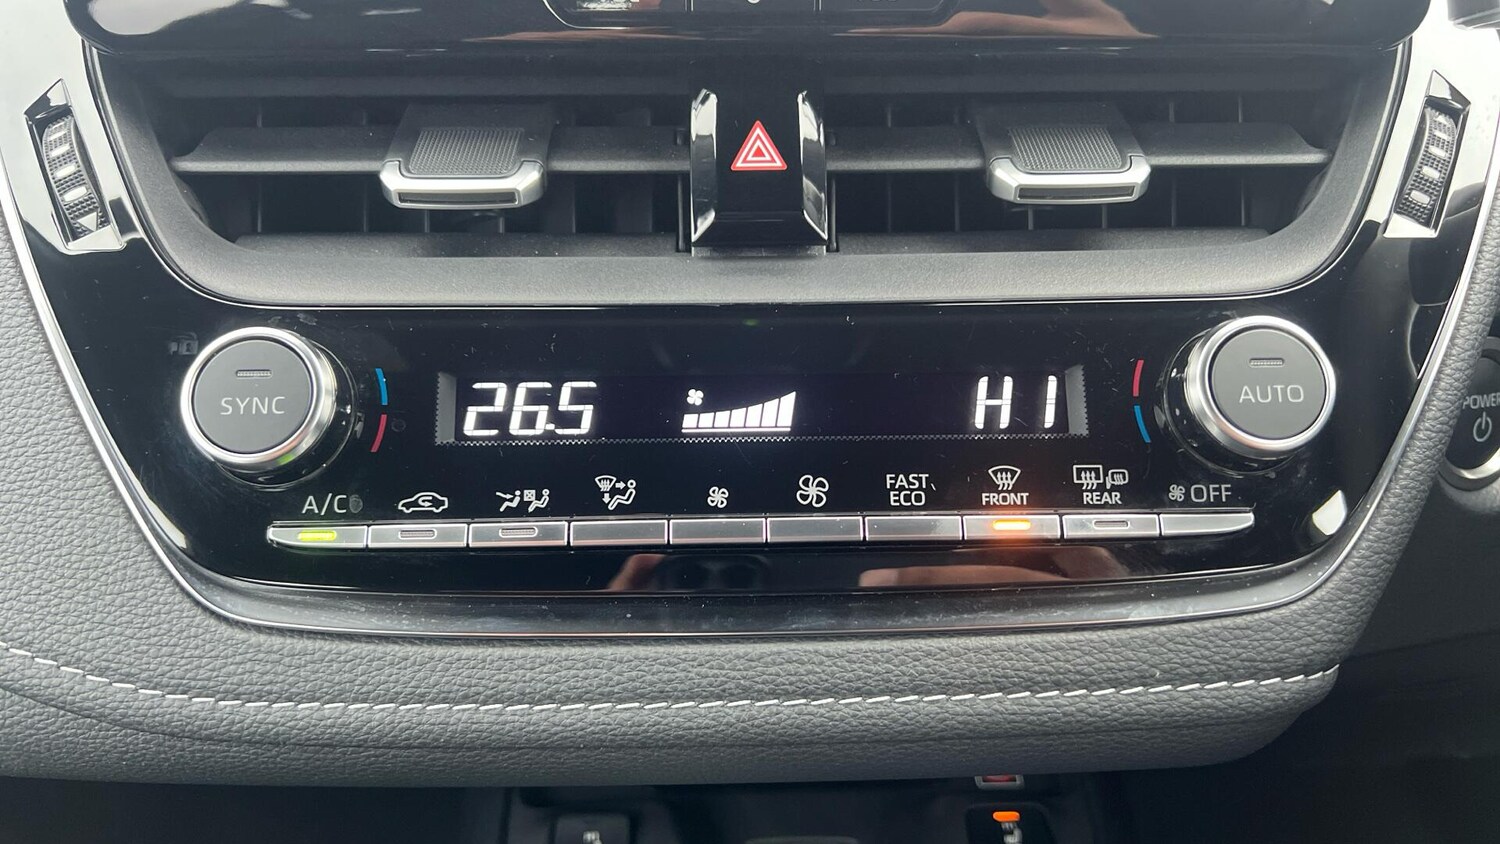 SYNC
26.5
HI
AUTO
POWER
A/C
FAST
ECO
FRONT
REAR
OFF